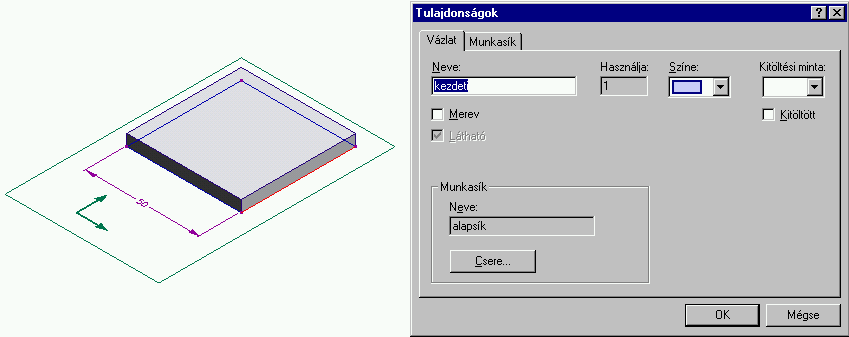 50
Tulajdonságok
Vázlat Munkasík
Neve: Használja: Színe: Kitöltési minta:
kezdeti 1
Merev Kitöltött
Látható
Munkasík
Neve:
alapsík
Csere...
OK Mégse